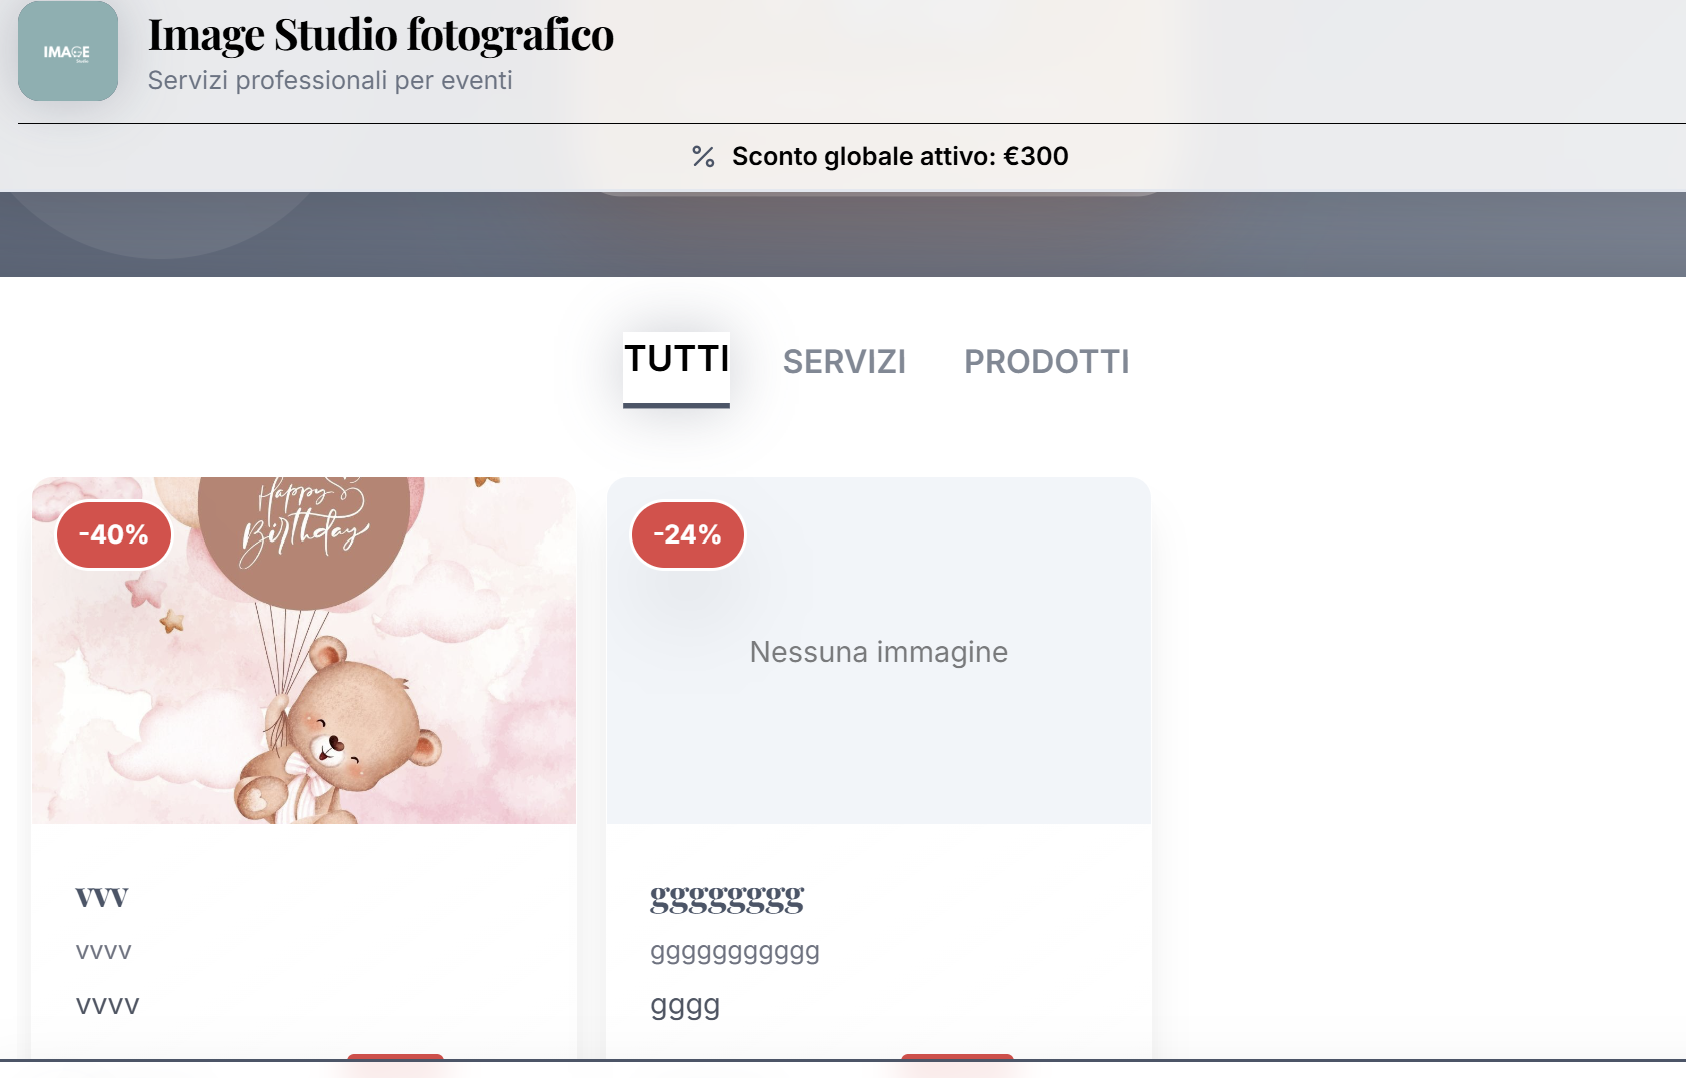 IMAGE
Studio
Image Studio fotografico
Servizi professionali per eventi
Sconto globale attivo: €300
TUTTI
SERVIZI
PRODOTTI
-40%
Happy
Birthday
-24%
Nessuna immagine
vvv
vvvv
vvvv
gggggggg
ggggggggggg
gggg